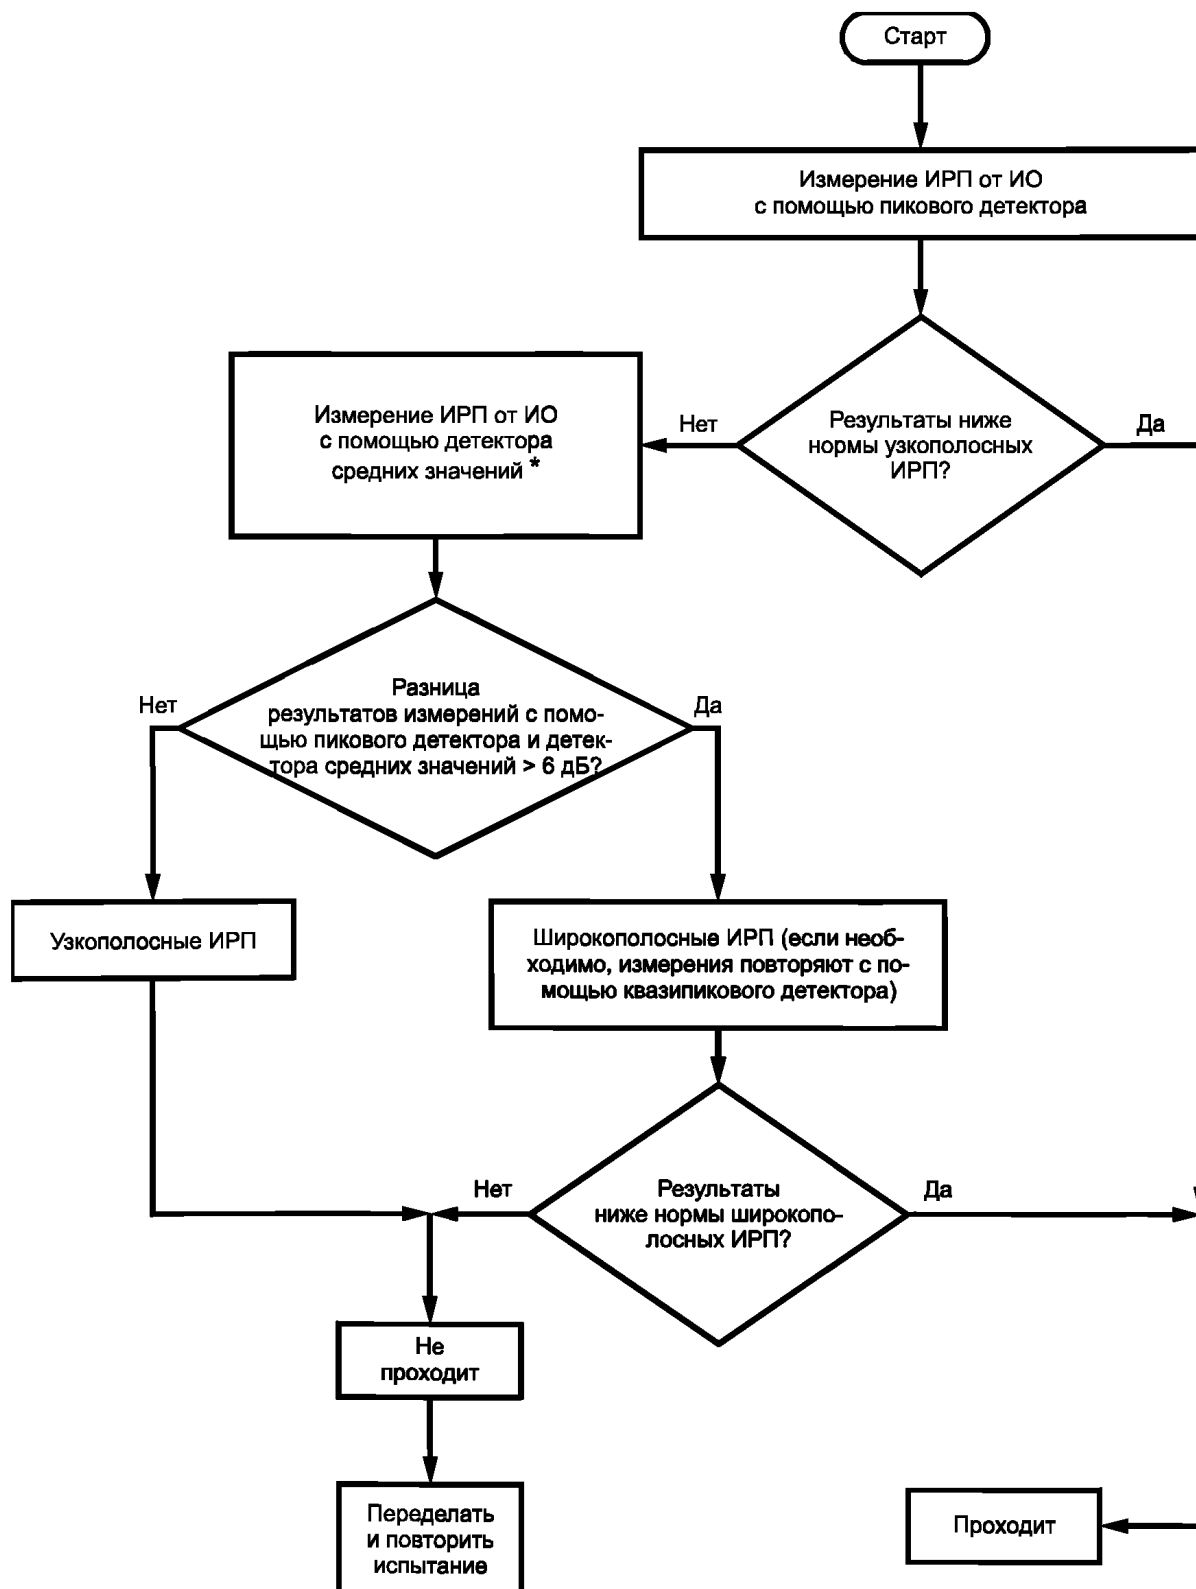 Старт
Измерение ИРП от ИО
с помощью пикового детектора
Результаты ниже
нормы узкополосных
ИРП?
Нет
Да
Измерение ИРП от ИО
с помощью детектора
средних значений *
Разница
результатов измерений с помо-
щью пикового детектора и детек-
тора средних значений > 6 дБ?
Нет
Да
Узкополосные ИРП
Широкополосные ИРП (если необ-
ходимо, измерения повторяют с по-
мощью квазипикового детектора)
Результаты
ниже нормы широкопо-
лосных ИРП?
Нет
Да
Не
проходит
Переделать
и повторить
испытание
Проходит